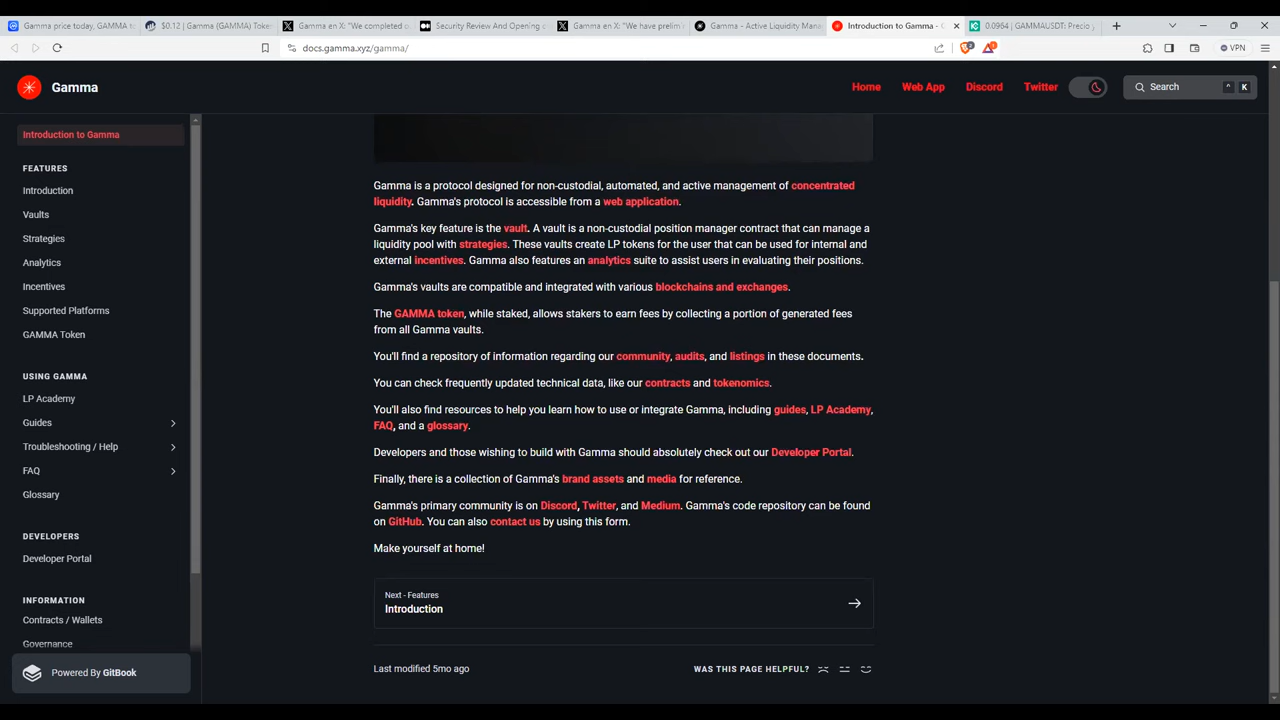 Gamma price today, GAMMA to
$0.12 | Gamma (GAMMA) Token
Gamma en X: "We completed o
Security Review And Opening o
Gamma en X: "We have prelim i
Gamma – Active Liquidity Mana
Introduction to Gamma - G
0.0964 | GAMMAUSDT: Precio y
docs.gamma.xyz/gamma/
VPN
Gamma
Home
Web App
Discord
Twitter
Search
^
K
Introduction to Gamma
FEATURES
Introduction
Vaults
Strategies
Analytics
Incentives
Supported Platforms
GAMMA Token
USING GAMMA
LP Academy
Guides
Troubleshooting / Help
FAQ
Glossary
DEVELOPERS
Developer Portal
INFORMATION
Contracts / Wallets
Governance
Powered By GitBook
Gamma is a protocol designed for non-custodial, automated, and active management of concentrated
liquidity. Gamma's protocol is accessible from a web application.
Gamma's key feature is the vault. A vault is a non-custodial position manager contract that can manage a
liquidity pool with strategies. These vaults create LP tokens for the user that can be used for internal and
external incentives. Gamma also features an analytics suite to assist users in evaluating their positions.
Gamma's vaults are compatible and integrated with various blockchains and exchanges.
The GAMMA token, while staked, allows stakers to earn fees by collecting a portion of generated fees
from all Gamma vaults.
You'll find a repository of information regarding our community, audits, and listings in these documents.
You can check frequently updated technical data, like our contracts and tokenomics.
You'll also find resources to help you learn how to use or integrate Gamma, including guides, LP Academy,
FAQ, and a glossary.
Developers and those wishing to build with Gamma should absolutely check out our Developer Portal.
Finally, there is a collection of Gamma's brand assets and media for reference.
Gamma's primary community is on Discord, Twitter, and Medium. Gamma's code repository can be found
on GitHub. You can also contact us by using this form.
Make yourself at home!
Next - Features
Introduction
Last modified 5mo ago
WAS THIS PAGE HELPFUL?